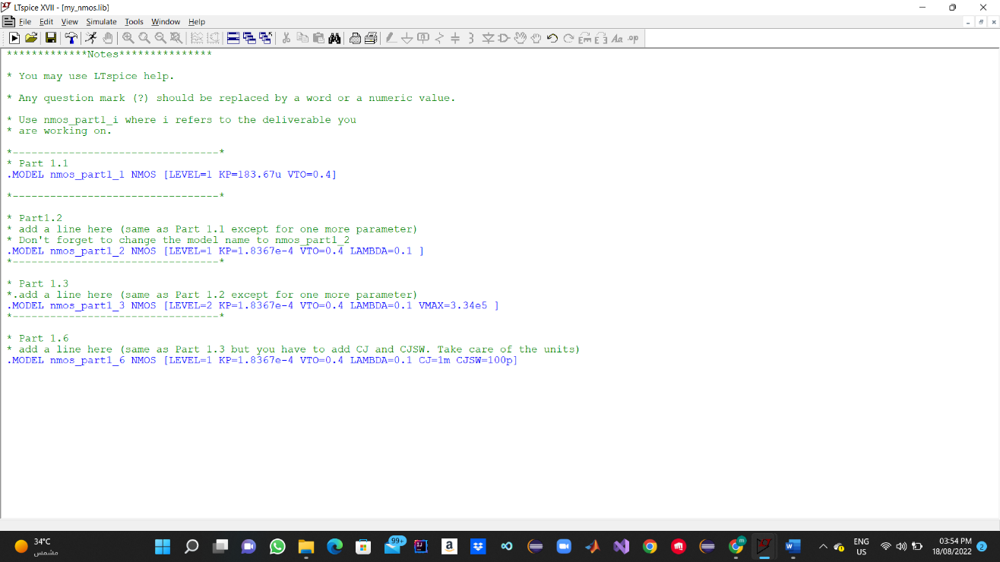 LTspice XVII - [my_nmos.lib]
File Edit View Simulate Tools Window Help
*************Notes***************
* You may use LTspice help.
* Any question mark (?) should be replaced by a word or a numeric value.
* Use nmos_part1_i where i refers to the deliverable you
* are working on.
*---------------------------------*
* Part 1.1
.MODEL nmos_part1_1 NMOS [LEVEL=1 KP=183.67u VTO=0.4]
*---------------------------------*
* Part1.2
* add a line here (same as Part 1.1 except for one more parameter)
* Don't forget to change the model name to nmos_part1_2
.MODEL nmos_part1_2 NMOS [LEVEL=1 KP=1.8367e-4 VTO=0.4 LAMBDA=0.1 ]
*---------------------------------*
* Part 1.3
*.add a line here (same as Part 1.2 except for one more parameter)
.MODEL nmos_part1_3 NMOS [LEVEL=2 KP=1.8367e-4 VTO=0.4 LAMBDA=0.1 VMAX=3.34e5 ]
*---------------------------------*
* Part 1.6
* add a line here (same as Part 1.3 but you have to add CJ and CJSW. Take care of the units)
.MODEL nmos_part1_6 NMOS [LEVEL=1 KP=1.8367e-4 VTO=0.4 LAMBDA=0.1 CJ=1m CJSW=100p]
34°C
مشمس
99+
ENG
US
03:54 PM
18/08/2022
2